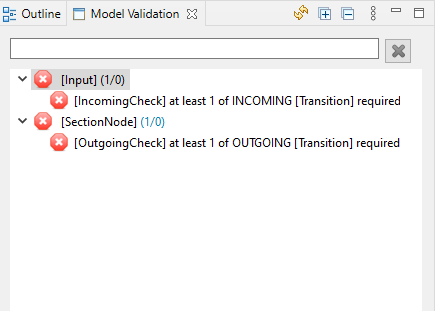 Outline Model Validation
[Input] (1/0)
[IncomingCheck] at least 1 of INCOMING [Transition] required
[SectionNode] (1/0)
[OutgoingCheck] at least 1 of OUTGOING [Transition] required